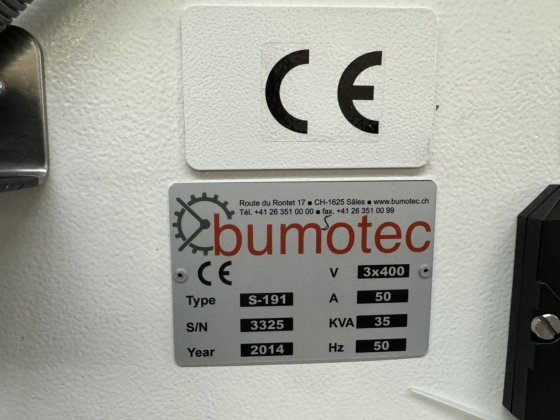 CE
Route du Rontet 17 ■ CH-1625 Sâles ■ www.bumotec.ch
Tél. +41 26 351 00 00 ■ fax. +41 26 351 00 99
5
bumotec
CE
V 3x400
Type S-191 A 50
S/N 3325 KVA 35
Year 2014 Hz 50